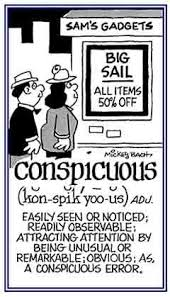 SAM'S GADGETS
BIG
SAIL
ALL ITEMS
50% OFF
MICKEY BACH
conspicuous
(kon-spik′yoo-us) ADJ.
EASILY SEEN OR NOTICED;
READILY OBSERVABLE;
ATTRACTING ATTENTION BY
BEING UNUSUAL OR
REMARKABLE; OBVIOUS; AS,
A CONSPICUOUS ERROR.